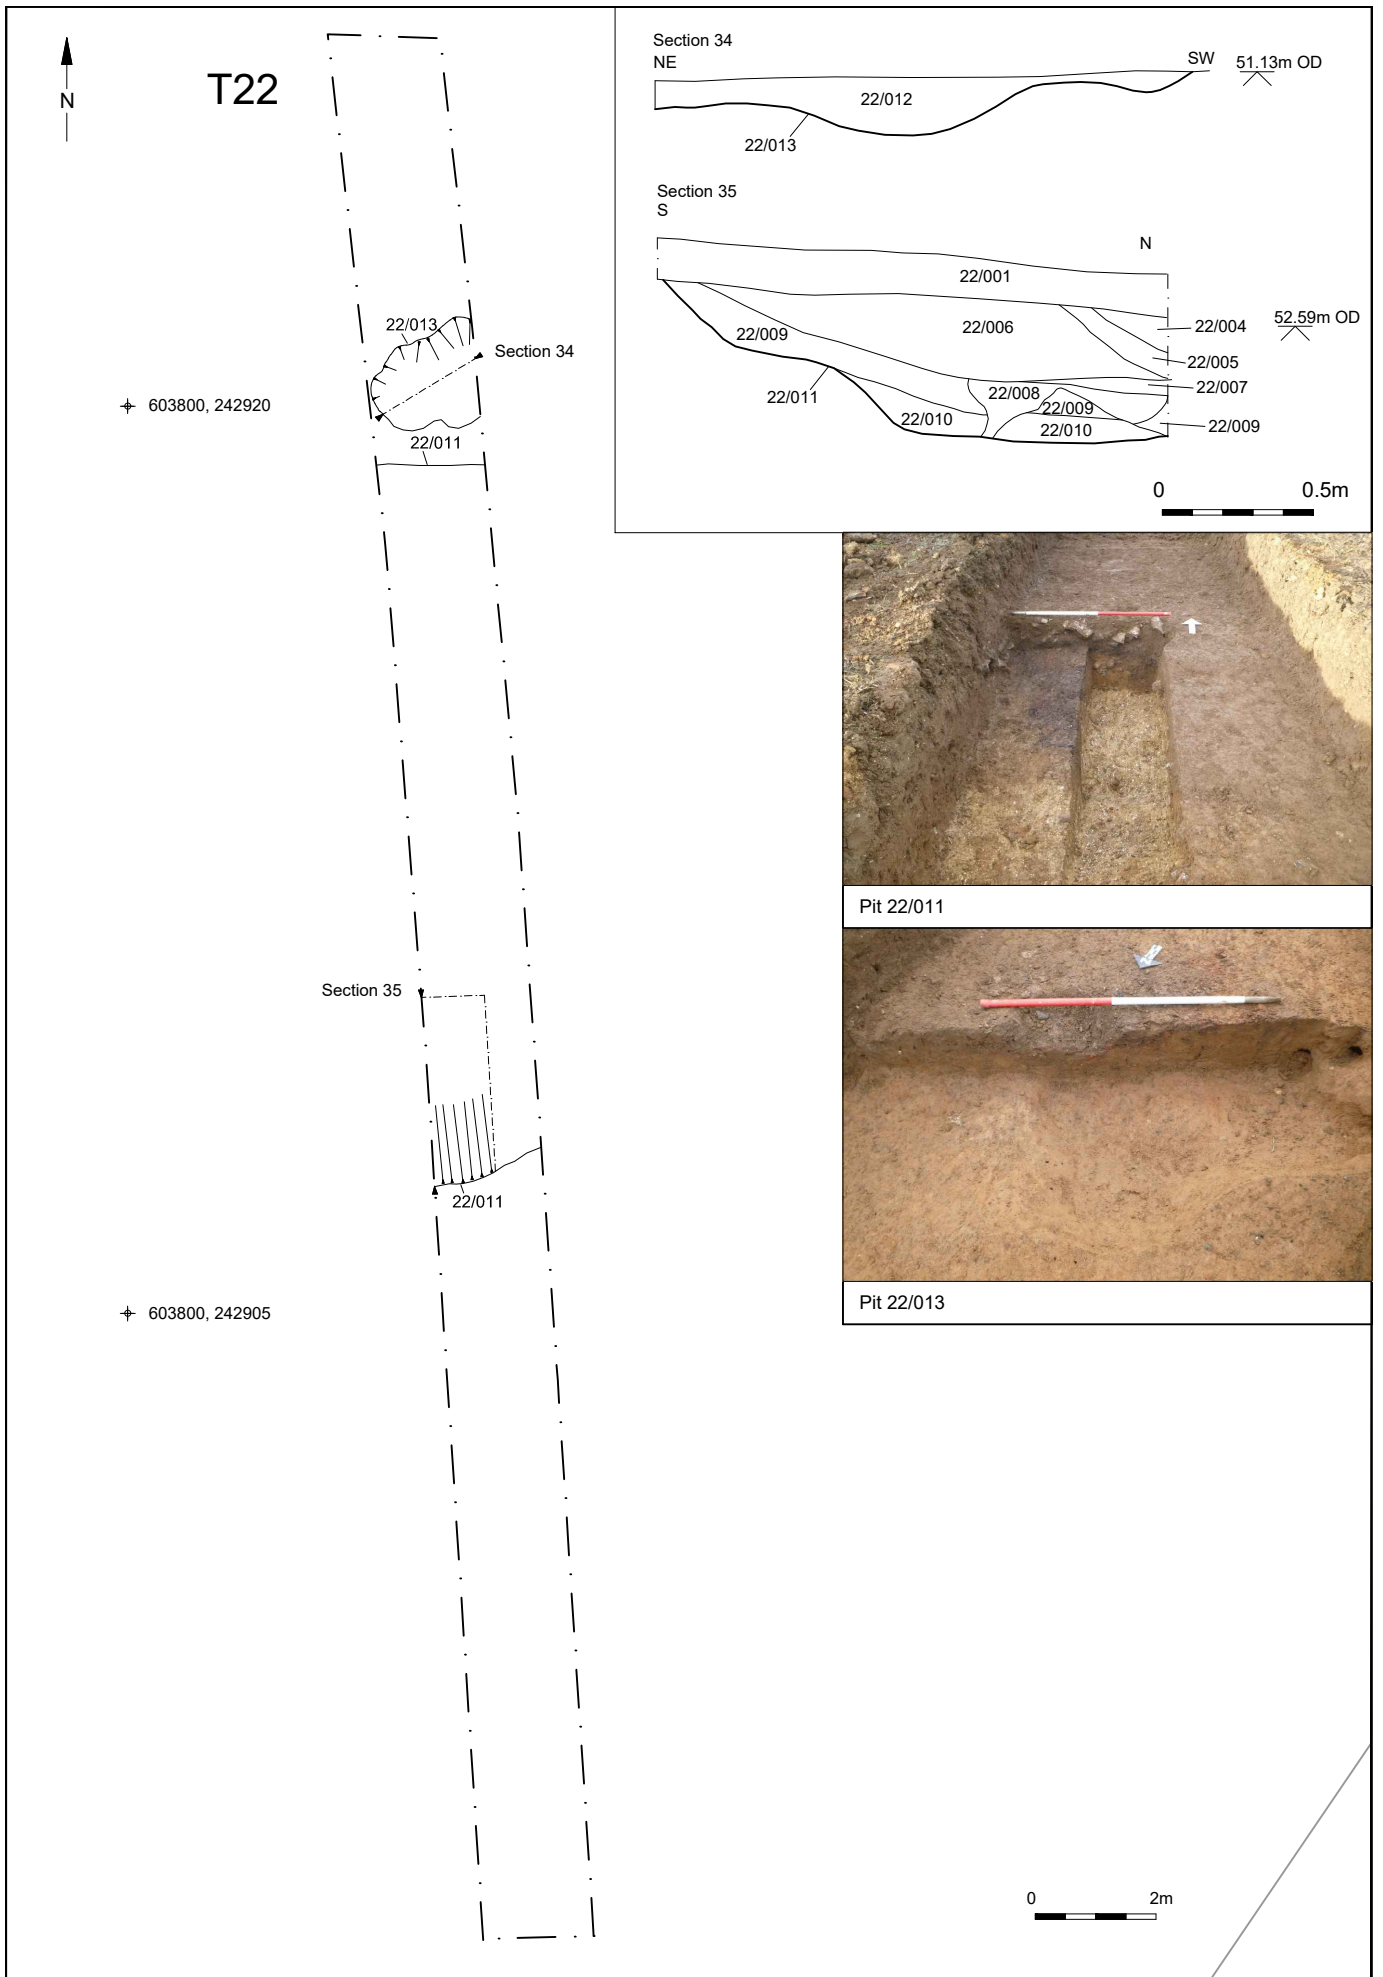 N
T22
Section 34
NE
SW
51.13m OD
22/012
22/013
Section 35
S
N
22/001
22/006
22/004
52.59m OD
22/009
22/005
22/007
22/008
22/011
22/009
22/010
22/010
22/009
0 0.5m
22/013
Section 34
603800, 242920
22/011
Pit 22/011
Section 35
22/011
Pit 22/013
603800, 242905
0 2m